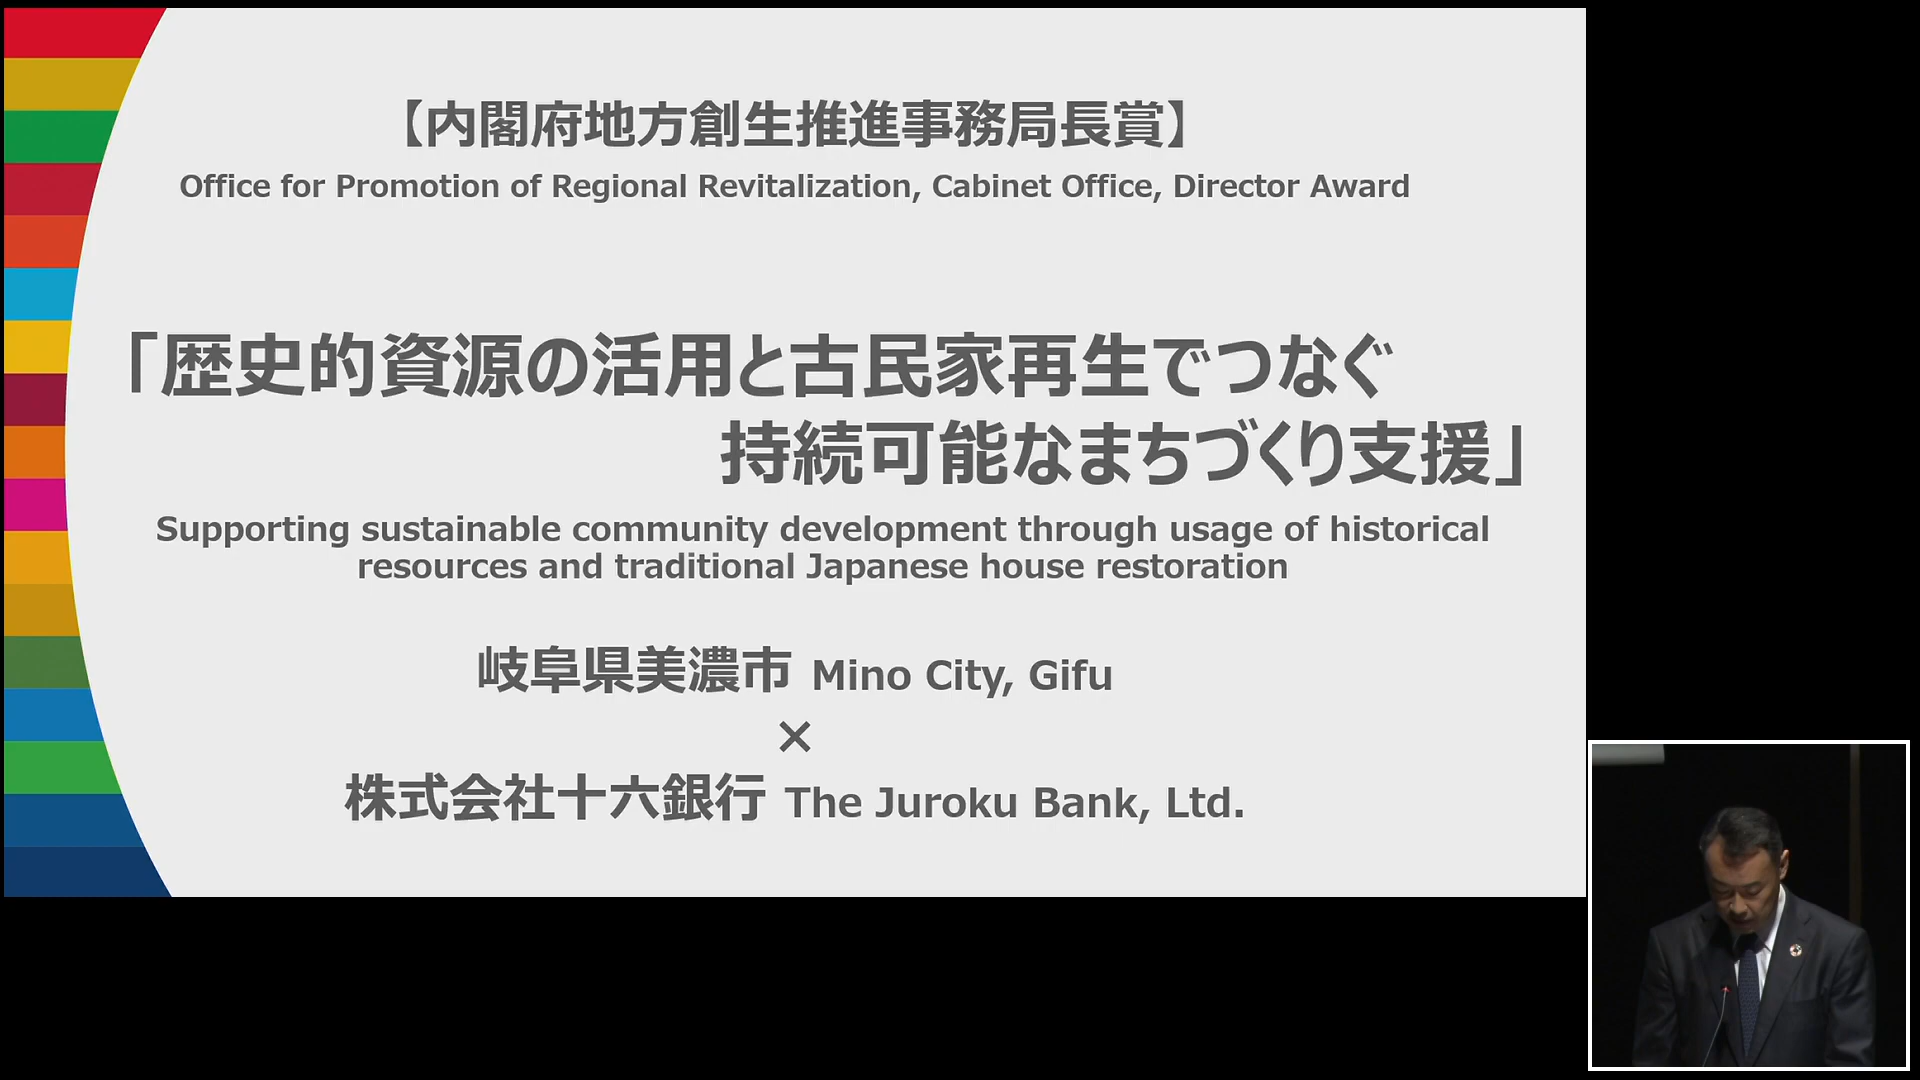 【内閣府地方創生推進事務局長賞】
Office for Promotion of Regional Revitalization, Cabinet Office, Director Award
「歴史的資源の活用と古民家再生でつなぐ
持続可能なまちづくり支援」
Supporting sustainable community development through usage of historical
resources and traditional Japanese house restoration
岐阜県美濃市 Mino City, Gifu
×
株式会社十六銀行 The Juroku Bank, Ltd.